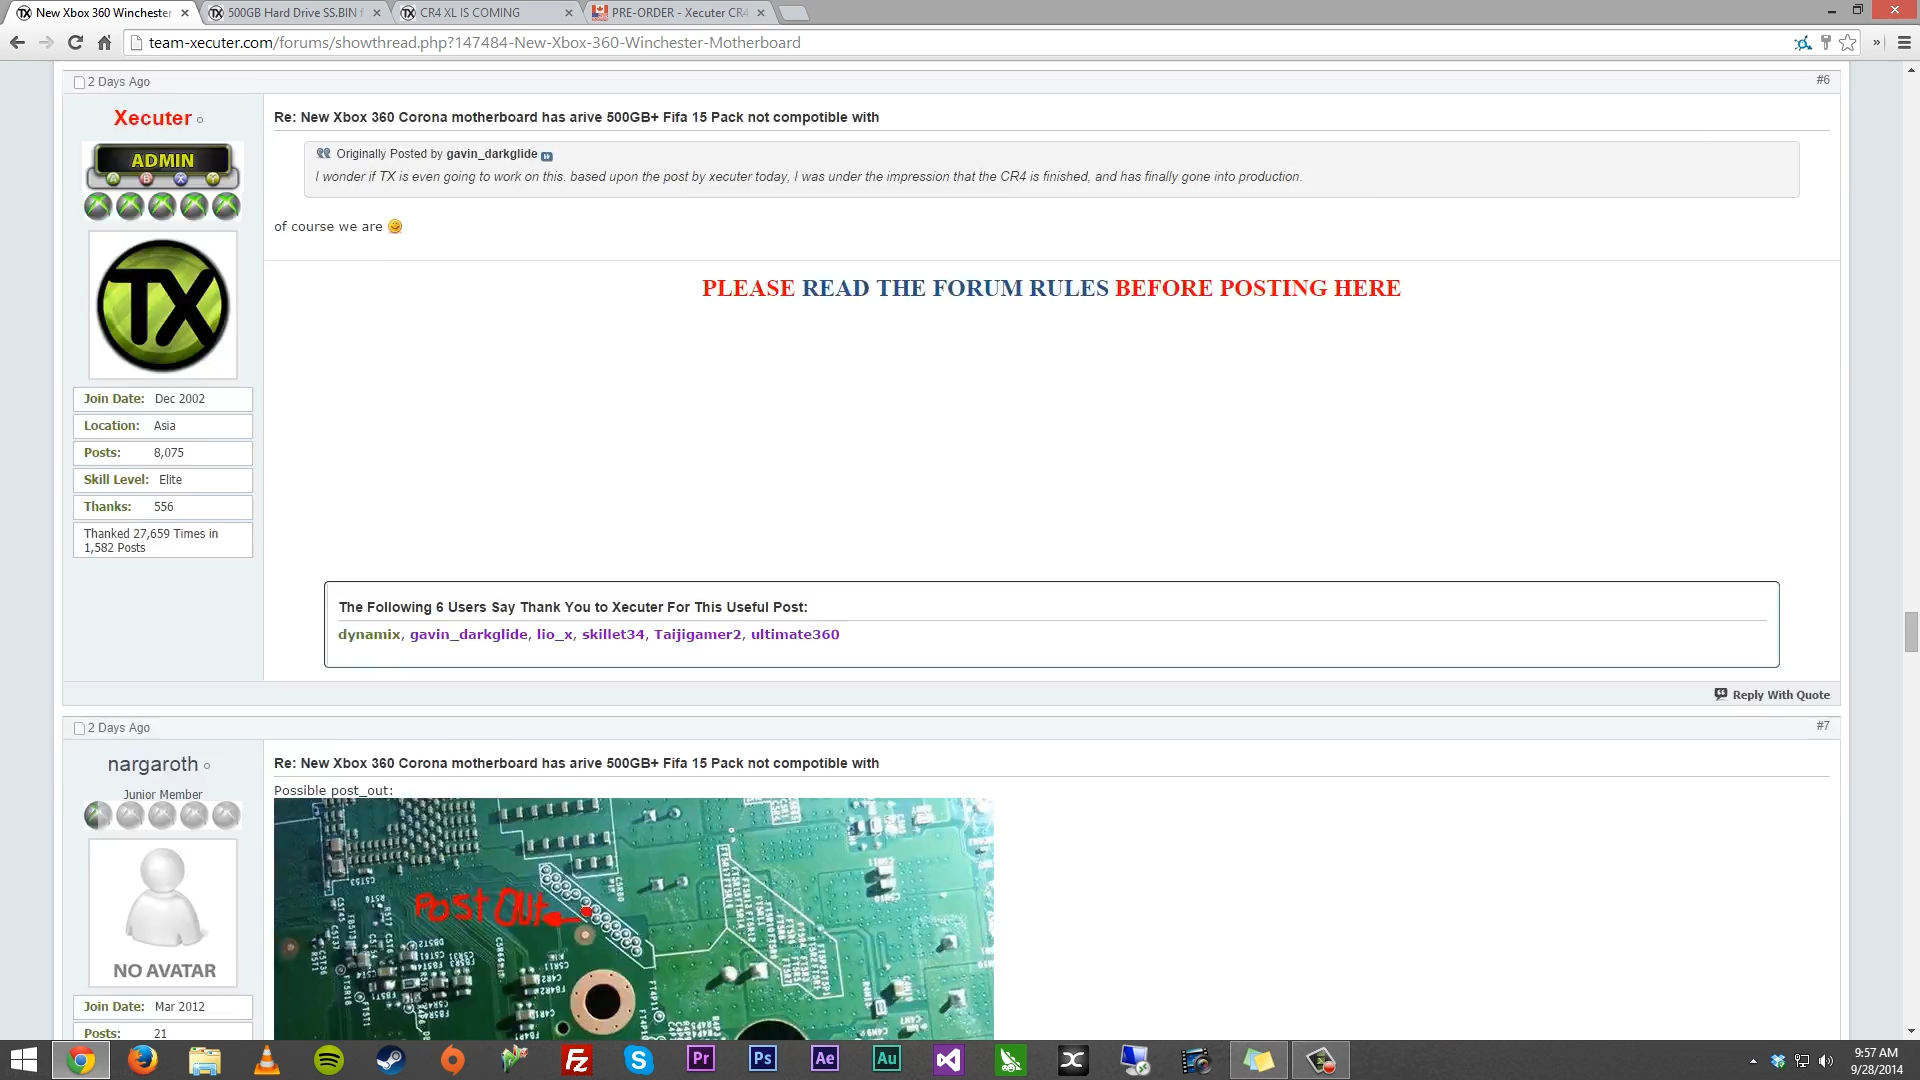 New Xbox 360 Winchester
500GB Hard Drive SS.BIN f
CR4 XL IS COMING
PRE-ORDER - Xecuter CR4
team-xecuter.com/forums/showthread.php?147484-New-Xbox-360-Winchester-Motherboard
2 Days Ago
#6
Xecuter
Re: New Xbox 360 Corona motherboard has arive 500GB+ Fifa 15 Pack not compotible with
ADMIN
A B X Y
Originally Posted by gavin_darkglide
I wonder if TX is even going to work on this. based upon the post by xecuter today, I was under the impression that the CR4 is finished, and has finally gone into production.
of course we are
TX
PLEASE READ THE FORUM RULES BEFORE POSTING HERE
Join Date: Dec 2002
Location: Asia
Posts: 8,075
Skill Level: Elite
Thanks: 556
Thanked 27,659 Times in
1,582 Posts
The Following 6 Users Say Thank You to Xecuter For This Useful Post:
dynamix, gavin_darkglide, lio_x, skillet34, Taijigamer2, ultimate360
Reply With Quote
2 Days Ago
#7
nargaroth
Junior Member
Re: New Xbox 360 Corona motherboard has arive 500GB+ Fifa 15 Pack not compotible with
Possible post_out:
Post OUt
NO AVATAR
Join Date: Mar 2012
Posts: 21
Pr
Ps
Ae
Au
9:57 AM
9/28/2014